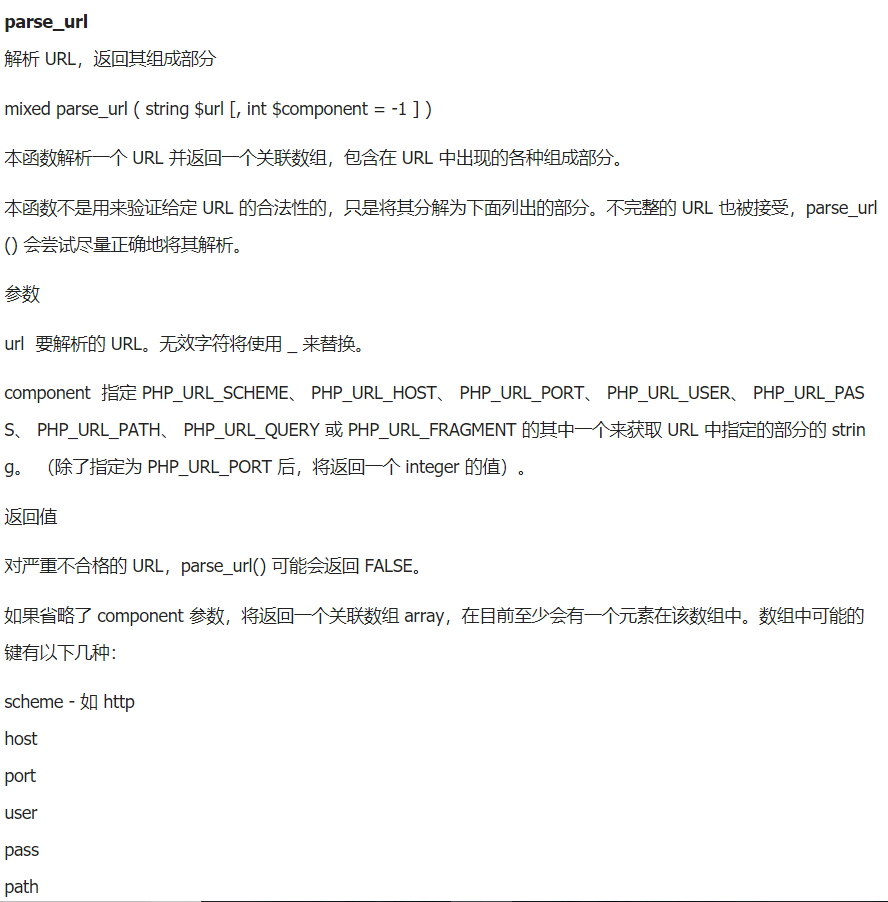 parse_url
解析 URL，返回其组成部分
mixed parse_url ( string $url [, int $component = -1 ] )
本函数解析一个 URL 并返回一个关联数组，包含在 URL 中出现的各种组成部分。
本函数不是用来验证给定 URL 的合法性的，只是将其分解为下面列出的部分。不完整的 URL 也被接受，parse_url
() 会尝试尽量正确地将其解析。
参数
url  要解析的 URL。无效字符将使用 _ 来替换。
component  指定 PHP_URL_SCHEME、 PHP_URL_HOST、 PHP_URL_PORT、 PHP_URL_USER、 PHP_URL_PAS
S、 PHP_URL_PATH、 PHP_URL_QUERY 或 PHP_URL_FRAGMENT 的其中一个来获取 URL 中指定的部分的 strin
g。 （除了指定为 PHP_URL_PORT 后，将返回一个 integer 的值）。
返回值
对严重不合格的 URL，parse_url() 可能会返回 FALSE。
如果省略了 component 参数，将返回一个关联数组 array，在目前至少会有一个元素在该数组中。数组中可能的
键有以下几种：
scheme - 如 http
host
port
user
pass
path